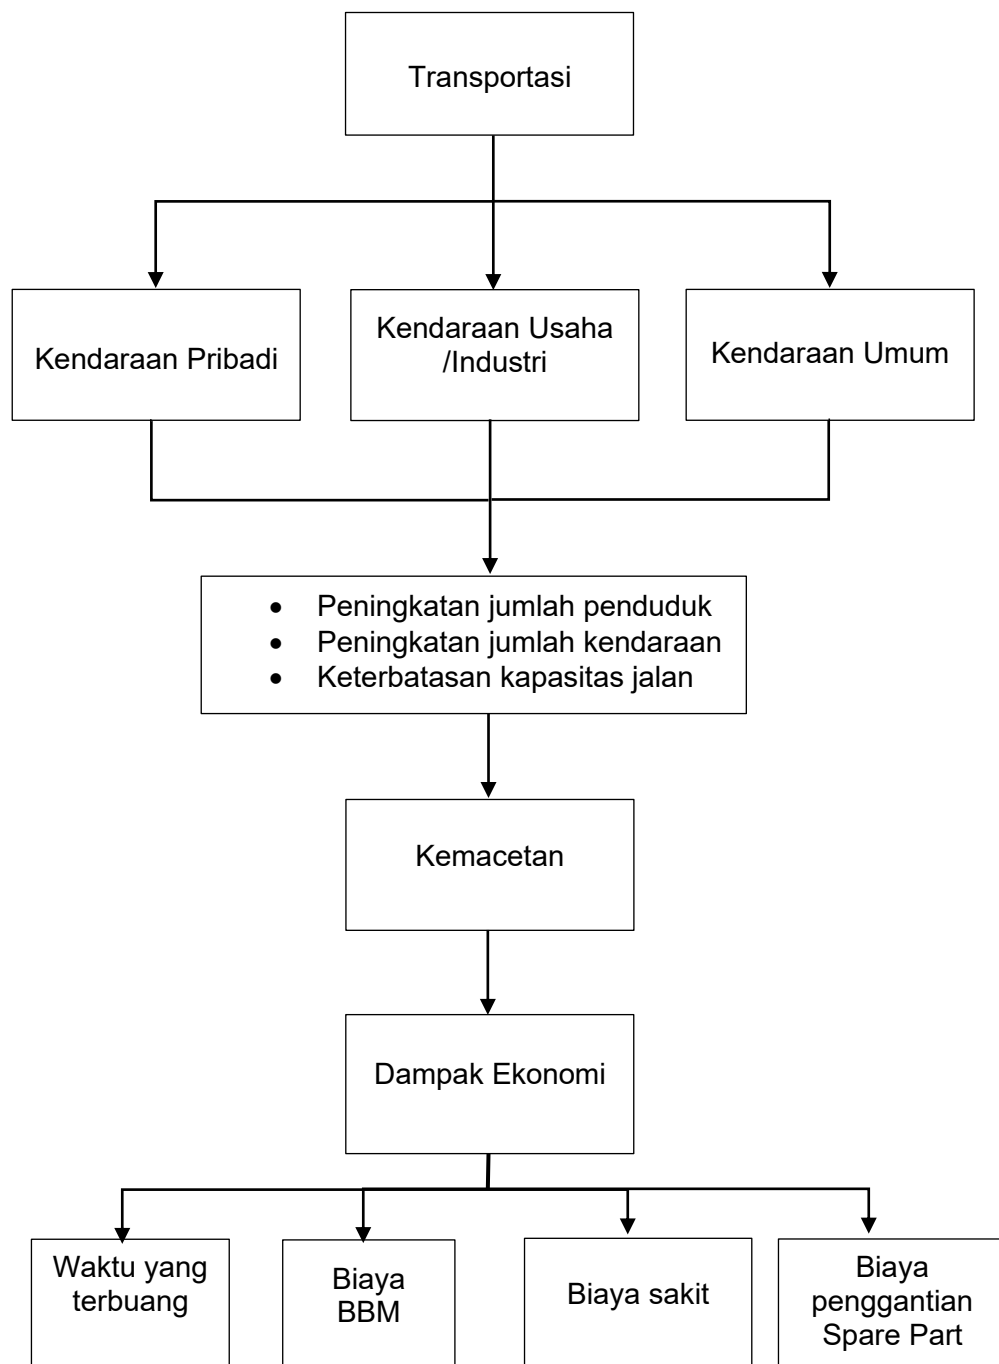 Transportasi
Kendaraan Pribadi
Kendaraan Usaha
/Industri
Kendaraan Umum
• Peningkatan jumlah penduduk
• Peningkatan jumlah kendaraan
• Keterbatasan kapasitas jalan
Kemacetan
Dampak Ekonomi
Waktu yang
terbuang
Biaya
BBM
Biaya sakit
Biaya
penggantian
Spare Part